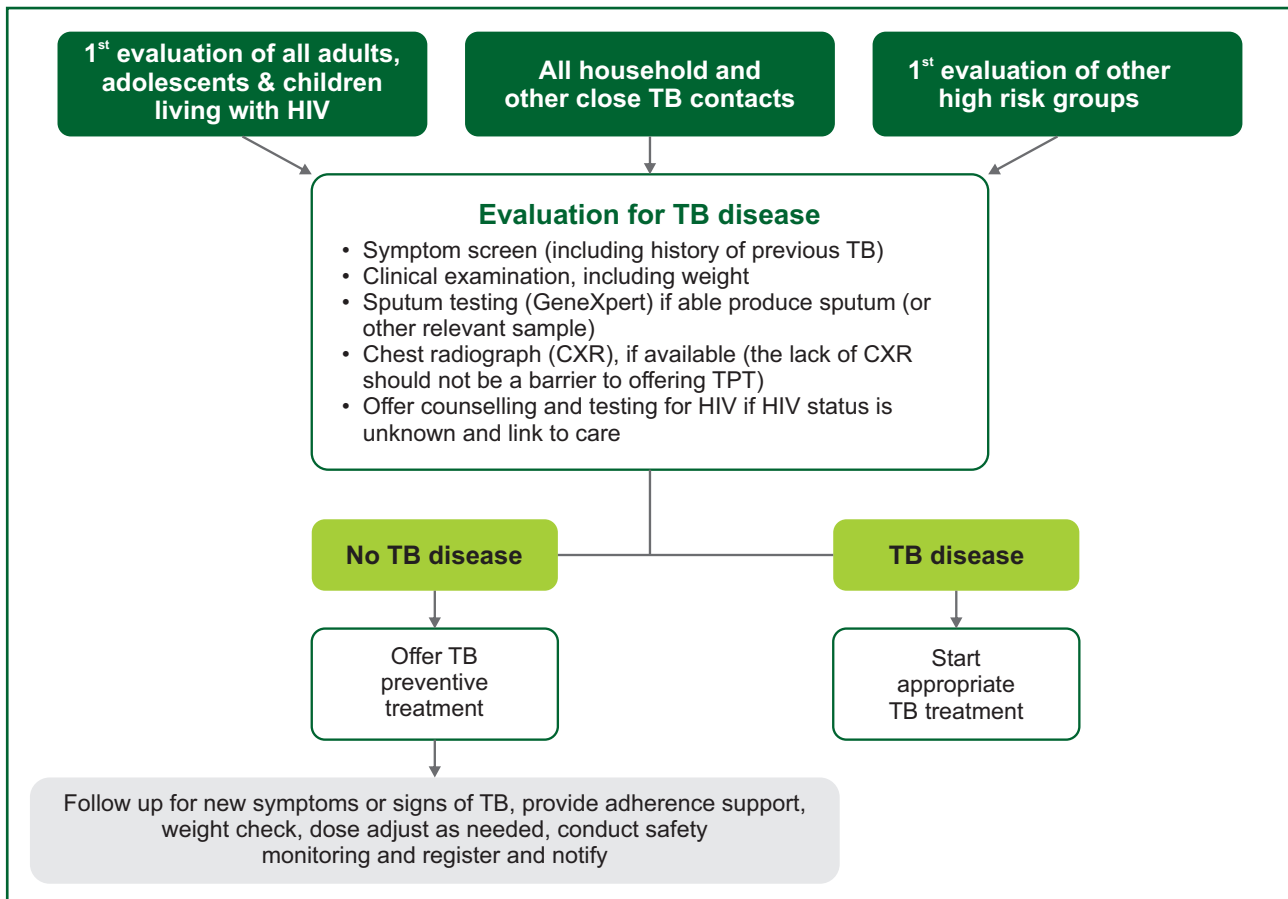 1st evaluation of all adults,
adolescents & children
living with HIV
All household and
other close TB contacts
1st evaluation of other
high risk groups
Evaluation for TB disease
• Symptom screen (including history of previous TB)
• Clinical examination, including weight
• Sputum testing (GeneXpert) if able produce sputum (or
other relevant sample)
• Chest radiograph (CXR), if available (the lack of CXR
should not be a barrier to offering TPT)
• Offer counselling and testing for HIV if HIV status is
unknown and link to care
No TB disease
TB disease
Offer TB
preventive
treatment
Start
appropriate
TB treatment
Follow up for new symptoms or signs of TB, provide adherence support,
weight check, dose adjust as needed, conduct safety
monitoring and register and notify